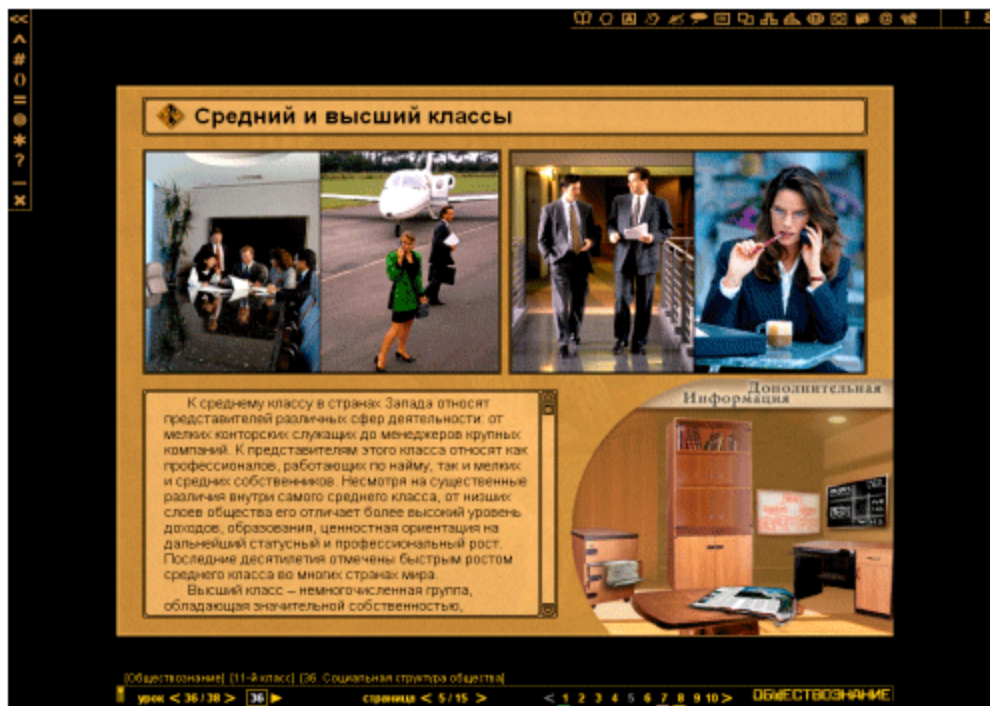 <<
^
#
()
=
*
?
—
×
A
@
!
Средний и высший классы
К среднему классу в странах Запада относят
представителей различных сфер деятельности: от
мелких конторских служащих до менеджеров крупных
компаний. К представителям этого класса относят как
профессионалов, работающих по найму, так и мелких
и средних собственников. Несмотря на существенные
различия внутри самого среднего класса, от низших
слоев общества его отличает более высокий уровень
доходов, образования, ценностная ориентация на
дальнейший статусный и профессиональный рост.
Последние десятилетия отмечены быстрым ростом
среднего класса во многих странах мира.
Высший класс – немногочисленная группа,
обладающая значительной собственностью,
Дополнительная
Информация
[Обществознание] [11-й класс] [36. Социальная структура общества]
урок < 36/38 > 36
страница < 5/15 >
< 1 2 3 4 5 6 7 8 9 10 >
ОБЩЕСТВОЗНАНИЕ